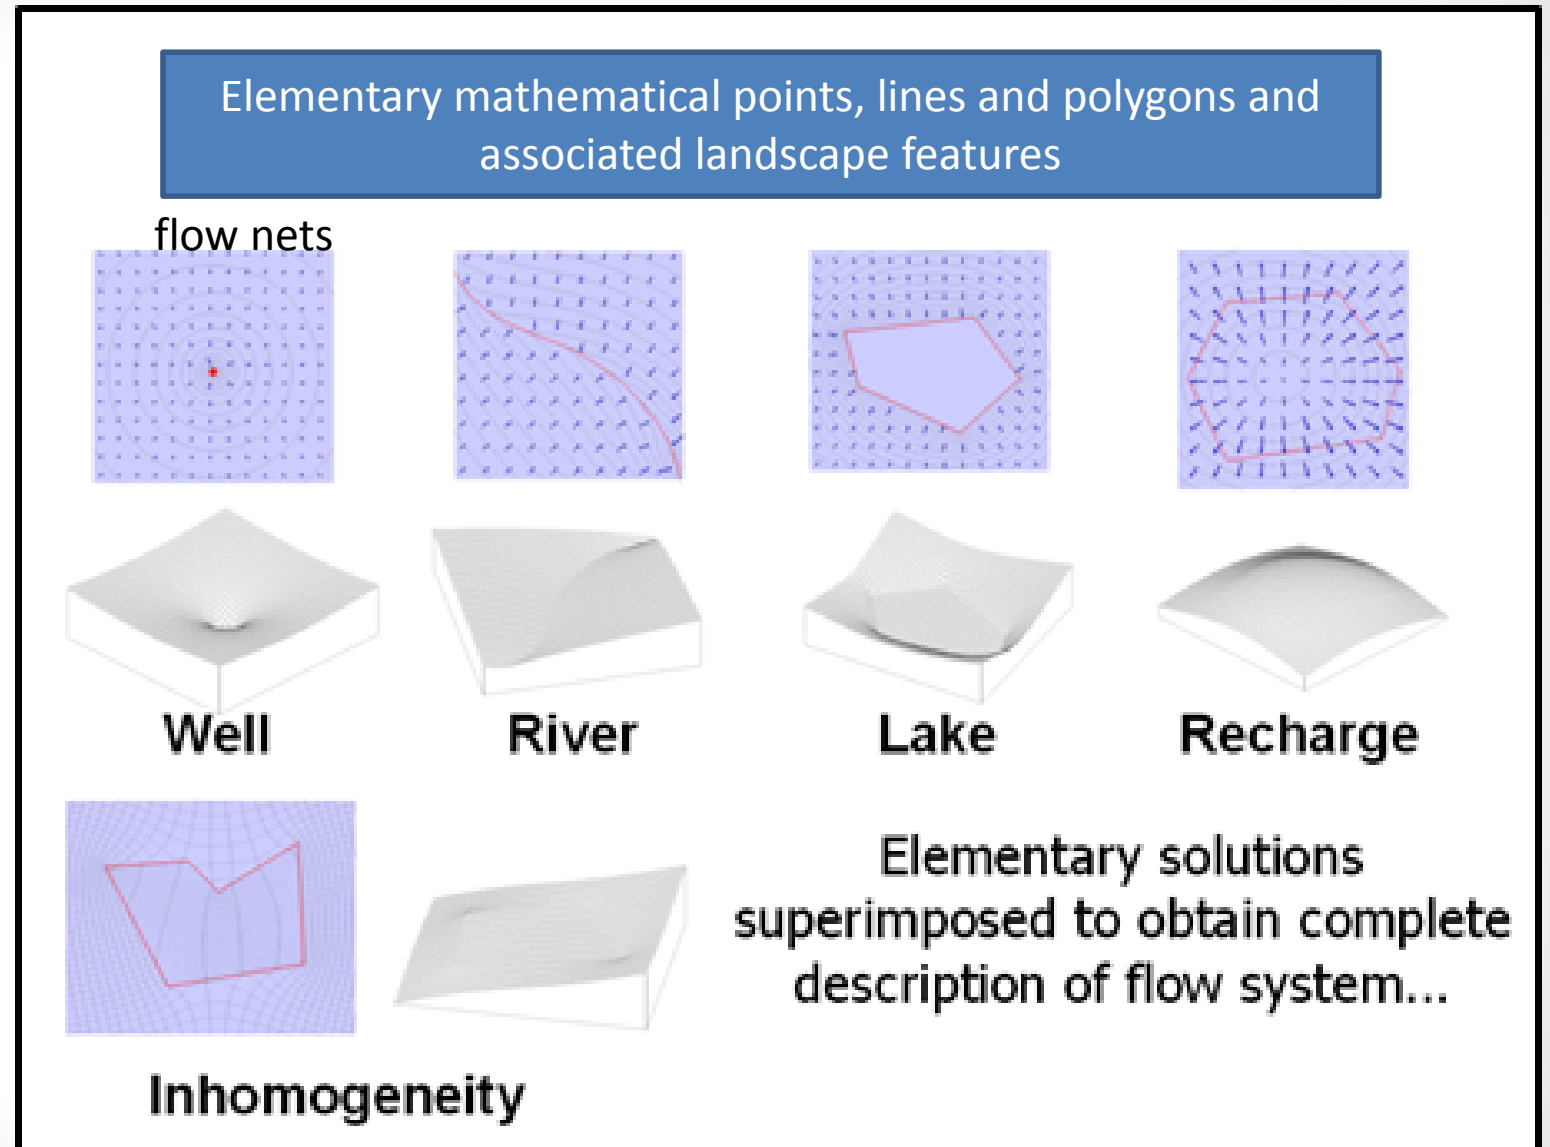 Elementary mathematical points, lines and polygons and
associated landscape features
flow nets
Well
River
Lake
Recharge
Elementary solutions
superimposed to obtain complete
description of flow system...
Inhomogeneity